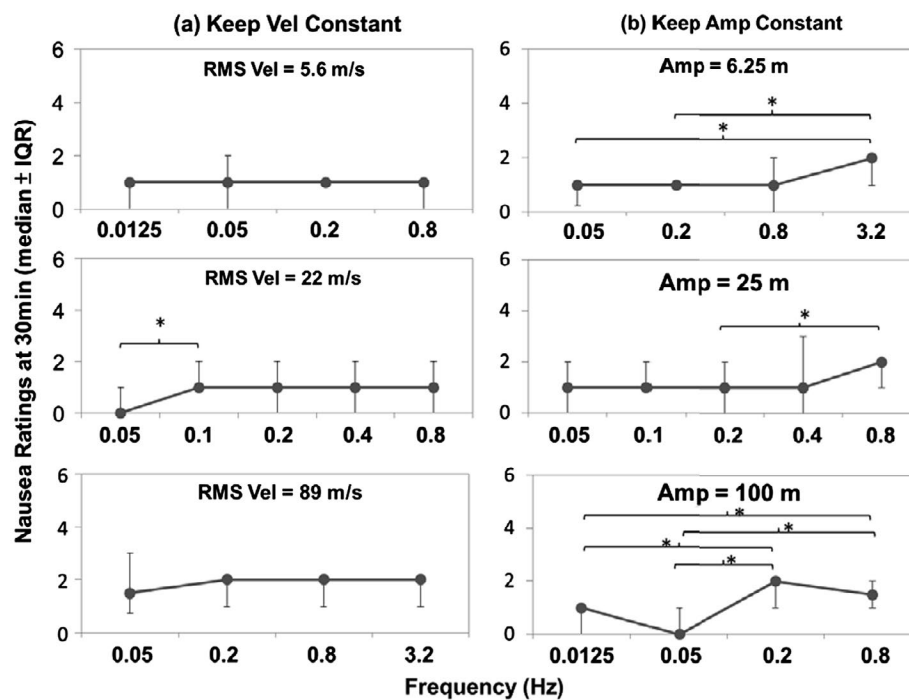 (a) Keep Vel Constant
(b) Keep Amp Constant
Nausea Ratings at 30min (median ± IQR)
RMS Vel = 5.6 m/s
6
4
2
0
0.0125 0.05 0.2 0.8
Amp = 6.25 m
6
4
2
0
*
*
0.05 0.2 0.8 3.2
RMS Vel = 22 m/s
6
4
2
0
*
0.05 0.1 0.2 0.4 0.8
Amp = 25 m
6
4
2
0
*
0.05 0.1 0.2 0.4 0.8
RMS Vel = 89 m/s
6
4
2
0
0.05 0.2 0.8 3.2
Amp = 100 m
6
4
2
0
*
*
*
*
0.0125 0.05 0.2 0.8
Frequency (Hz)